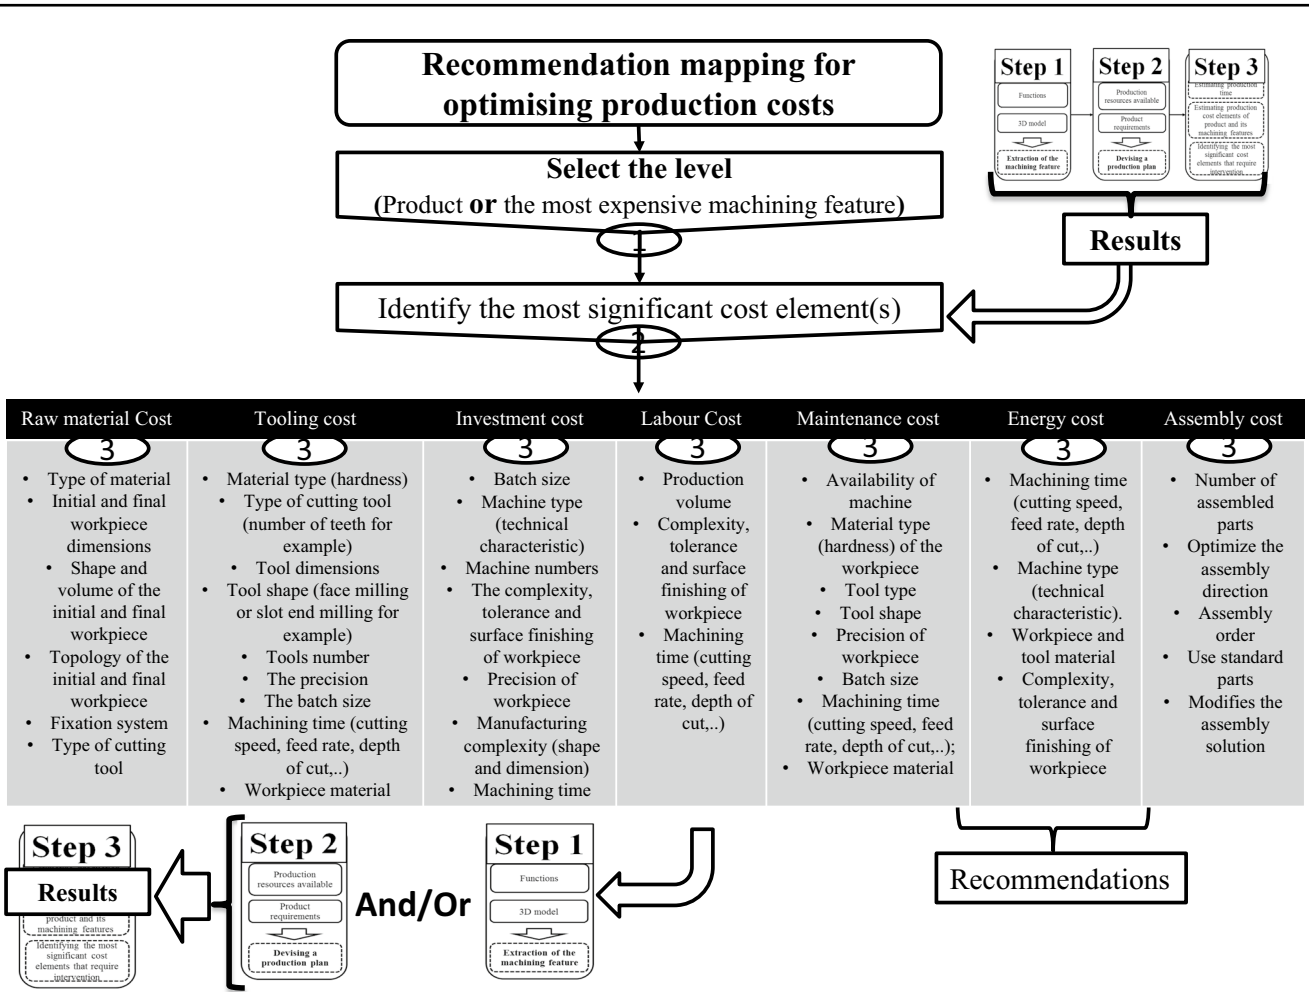 Recommendation mapping for
optimising production costs
Select the level
(Product or the most expensive machining feature)
1
Identify the most significant cost element(s)
2
Step 1
Functions
3D model
Extraction of the
machining feature
Step 2
Production
resources available
Product
requirements
Devising a
production plan
Step 3
Estimating production
time
Estimating production
cost elements of
product and its
machining features
Identifying the most
significant cost
elements that require
intervention
Results
Raw material Cost
3
• Type of material
• Initial and final
workpiece
dimensions
• Shape and
volume of the
initial and final
workpiece
• Topology of the
initial and final
workpiece
• Fixation system
• Type of cutting
tool
Tooling cost
3
• Material type (hardness)
• Type of cutting tool
(number of teeth for
example)
• Tool dimensions
• Tool shape (face milling
or slot end milling for
example)
• Tools number
• The precision
• The batch size
• Machining time (cutting
speed, feed rate, depth
of cut,..)
• Workpiece material
Investment cost
3
• Batch size
• Machine type
(technical
characteristic)
• Machine numbers
• The complexity,
tolerance and
surface finishing
of workpiece
• Precision of
workpiece
• Manufacturing
complexity (shape
and dimension)
• Machining time
Labour Cost
3
• Production
volume
• Complexity,
tolerance
and surface
finishing of
workpiece
• Machining
time (cutting
speed, feed
rate, depth of
cut,..)
Maintenance cost
3
• Availability of
machine
• Material type
(hardness) of the
workpiece
• Tool type
• Tool shape
• Precision of
workpiece
• Batch size
• Machining time
(cutting speed, feed
rate, depth of cut,..);
• Workpiece material
Energy cost
3
• Machining time
(cutting speed,
feed rate, depth
of cut,..)
• Machine type
(technical
characteristic).
• Workpiece and
tool material
• Complexity,
tolerance and
surface
finishing of
workpiece
Assembly cost
3
• Number of
assembled
parts
• Optimize the
assembly
direction
• Assembly
order
• Use standard
parts
• Modifies the
assembly
solution
Recommendations
Step 1
Functions
3D model
Extraction of the
machining feature
And/Or
Step 2
Production
resources available
Product
requirements
Devising a
production plan
Step 3
Results
product and its
machining features
Identifying the most
significant cost
elements that require
intervention